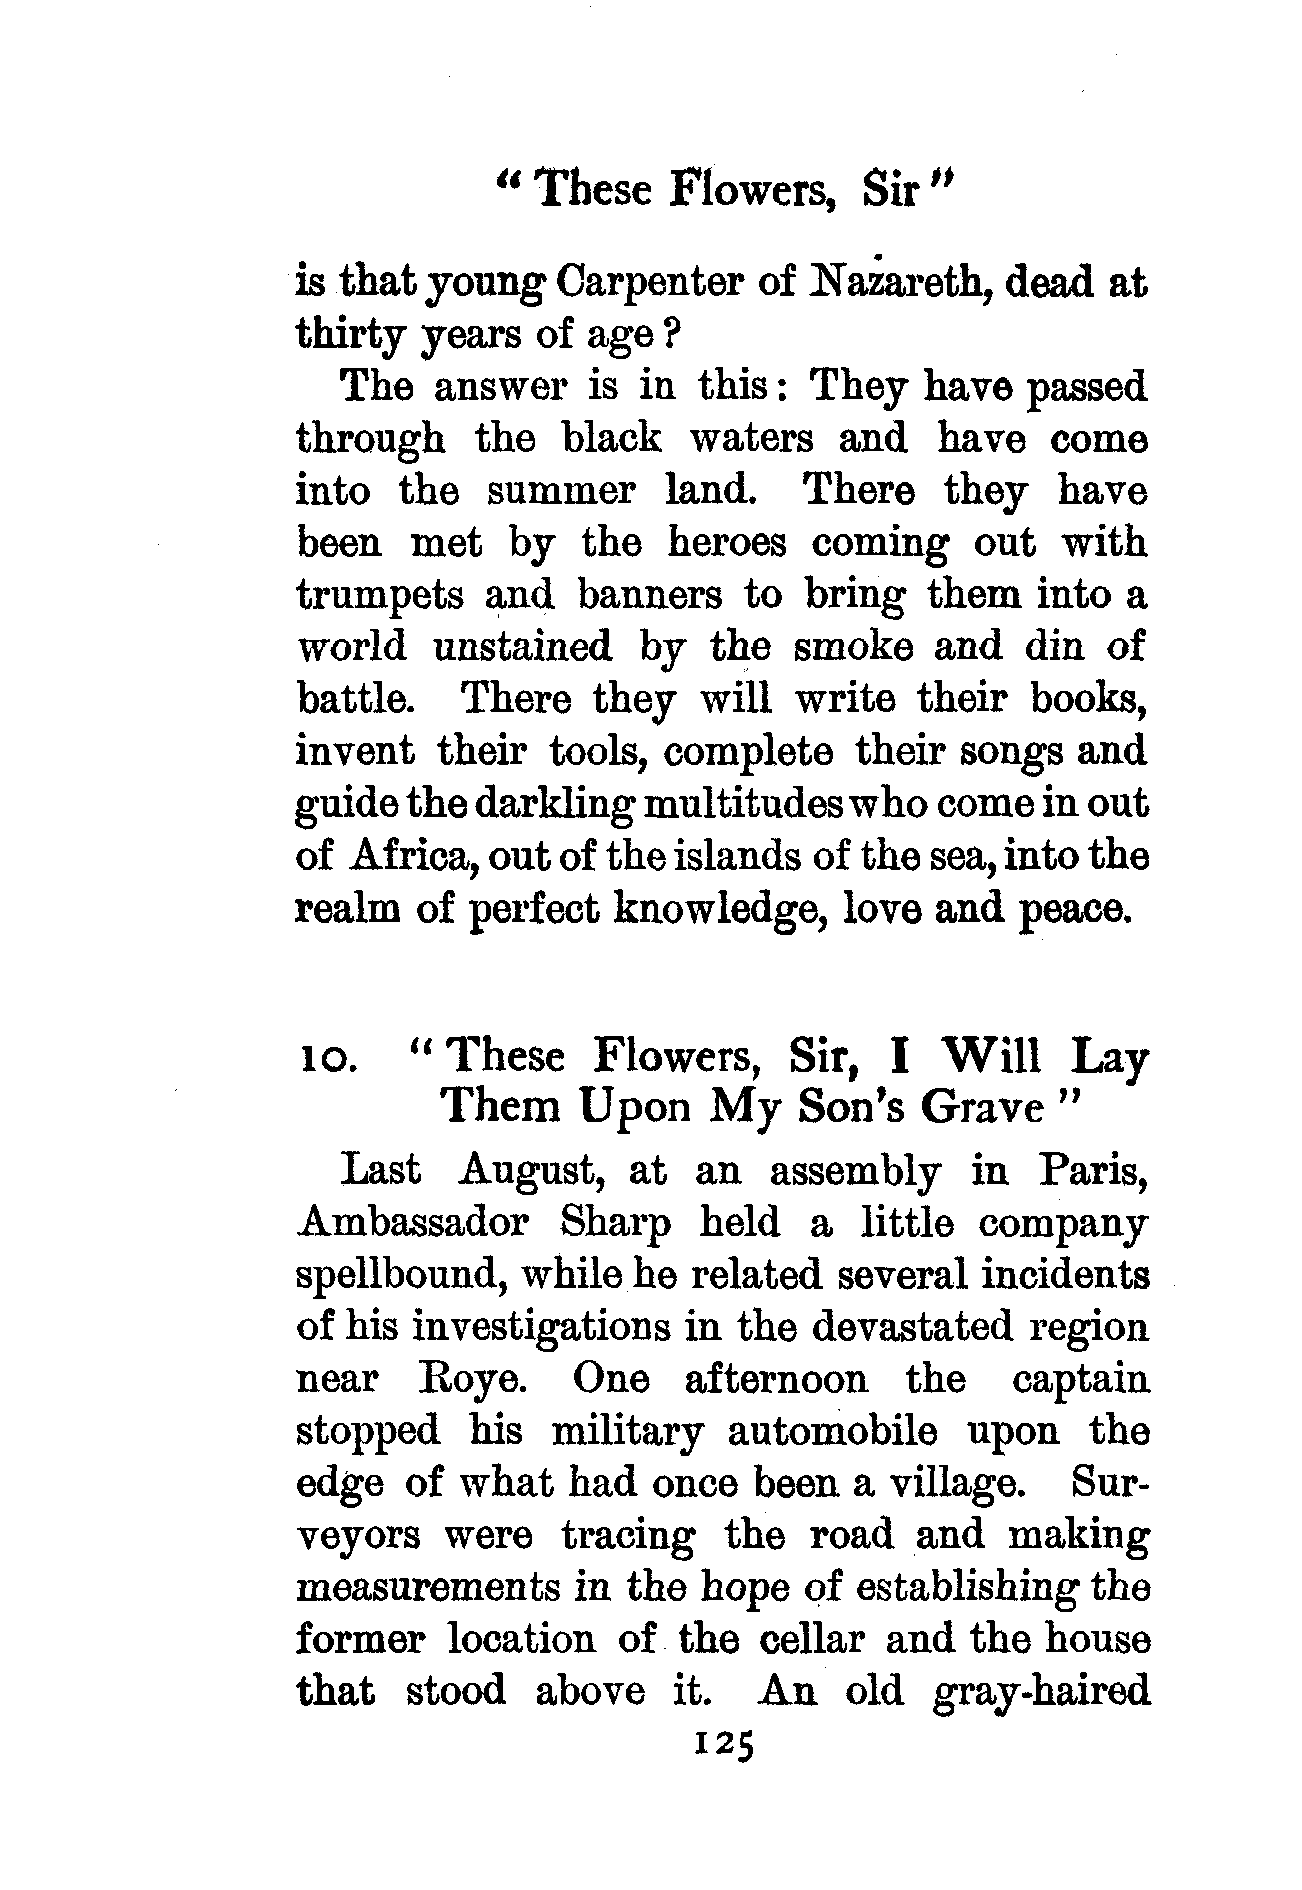 “These Flowers, Sir”
is that young Carpenter of Nazareth, dead at
thirty years of age?
The answer is in this: They have passed
through the black waters and have come
into the summer land. There they have
been met by the heroes coming out with
trumpets and banners to bring them into a
world unstained by the smoke and din of
battle. There they will write their books,
invent their tools, complete their songs and
guide the darkling multitudes who come in out
of Africa, out of the islands of the sea, into the
realm of perfect knowledge, love and peace.
10. “These Flowers, Sir, I Will Lay
Them Upon My Son's Grave”
Last August, at an assembly in Paris,
Ambassador Sharp held a little company
spellbound, while he related several incidents
of his investigations in the devastated region
near Roye. One afternoon the captain
stopped his military automobile upon the
edge of what had once been a village. Sur-
veyors were tracing the road and making
measurements in the hope of establishing the
former location of the cellar and the house
that stood above it. An old gray-haired
125